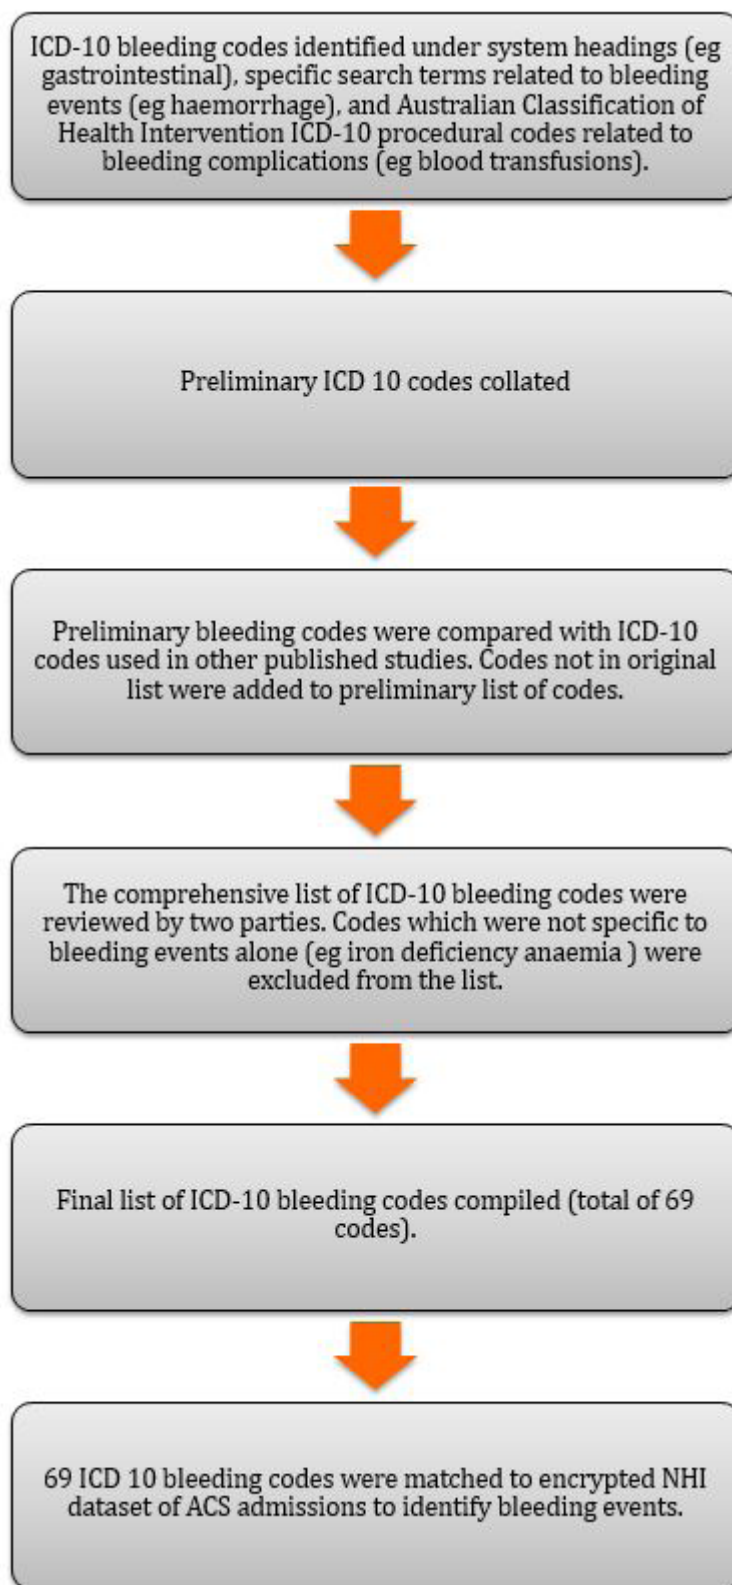 ICD-10 bleeding codes identified under system headings (eg
gastrointestinal), specific search terms related to bleeding
events (eg haemorrhage), and Australian Classification of
Health Intervention ICD-10 procedural codes related to
bleeding complications (eg blood transfusions).
Preliminary ICD 10 codes collated
Preliminary bleeding codes were compared with ICD-10
codes used in other published studies. Codes not in original
list were added to preliminary list of codes.
The comprehensive list of ICD-10 bleeding codes were
reviewed by two parties. Codes which were not specific to
bleeding events alone (eg iron deficiency anaemia ) were
excluded from the list.
Final list of ICD-10 bleeding codes compiled (total of 69
codes).
69 ICD 10 bleeding codes were matched to encrypted NHI
dataset of ACS admissions to identify bleeding events.